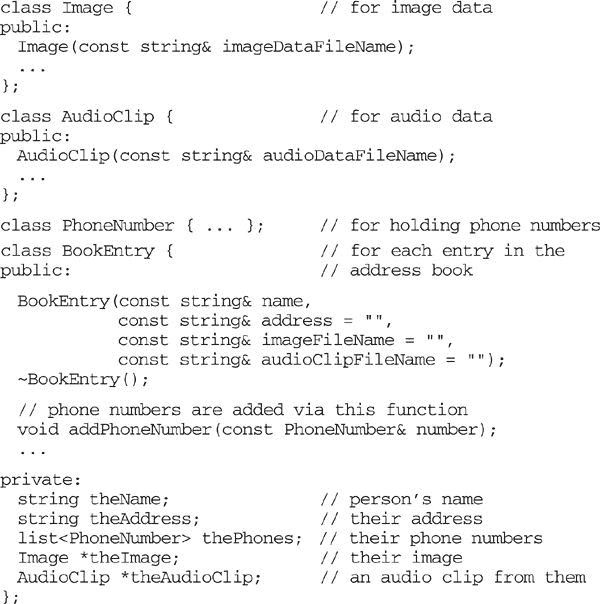 class Image {                        // for image data
public:
  Image(const string& imageDataFileName);
  ...
};
class AudioClip {                    // for audio data
public:
  AudioClip(const string& audioDataFileName);
  ...
};
class PhoneNumber { ... };           // for holding phone numbers
class BookEntry {                    // for each entry in the
public:                              // address book
  BookEntry(const string& name,
            const string& address = "",
            const string& imageFileName = "",
            const string& audioClipFileName = "");
  ~BookEntry();
  // phone numbers are added via this function
  void addPhoneNumber(const PhoneNumber& number);
  ...
private:
  string theName;                    // person's name
  string theAddress;                 // their address
  list<PhoneNumber> thePhones;       // their phone numbers
  Image *theImage;                   // their image
  AudioClip *theAudioClip;           // an audio clip from them
};